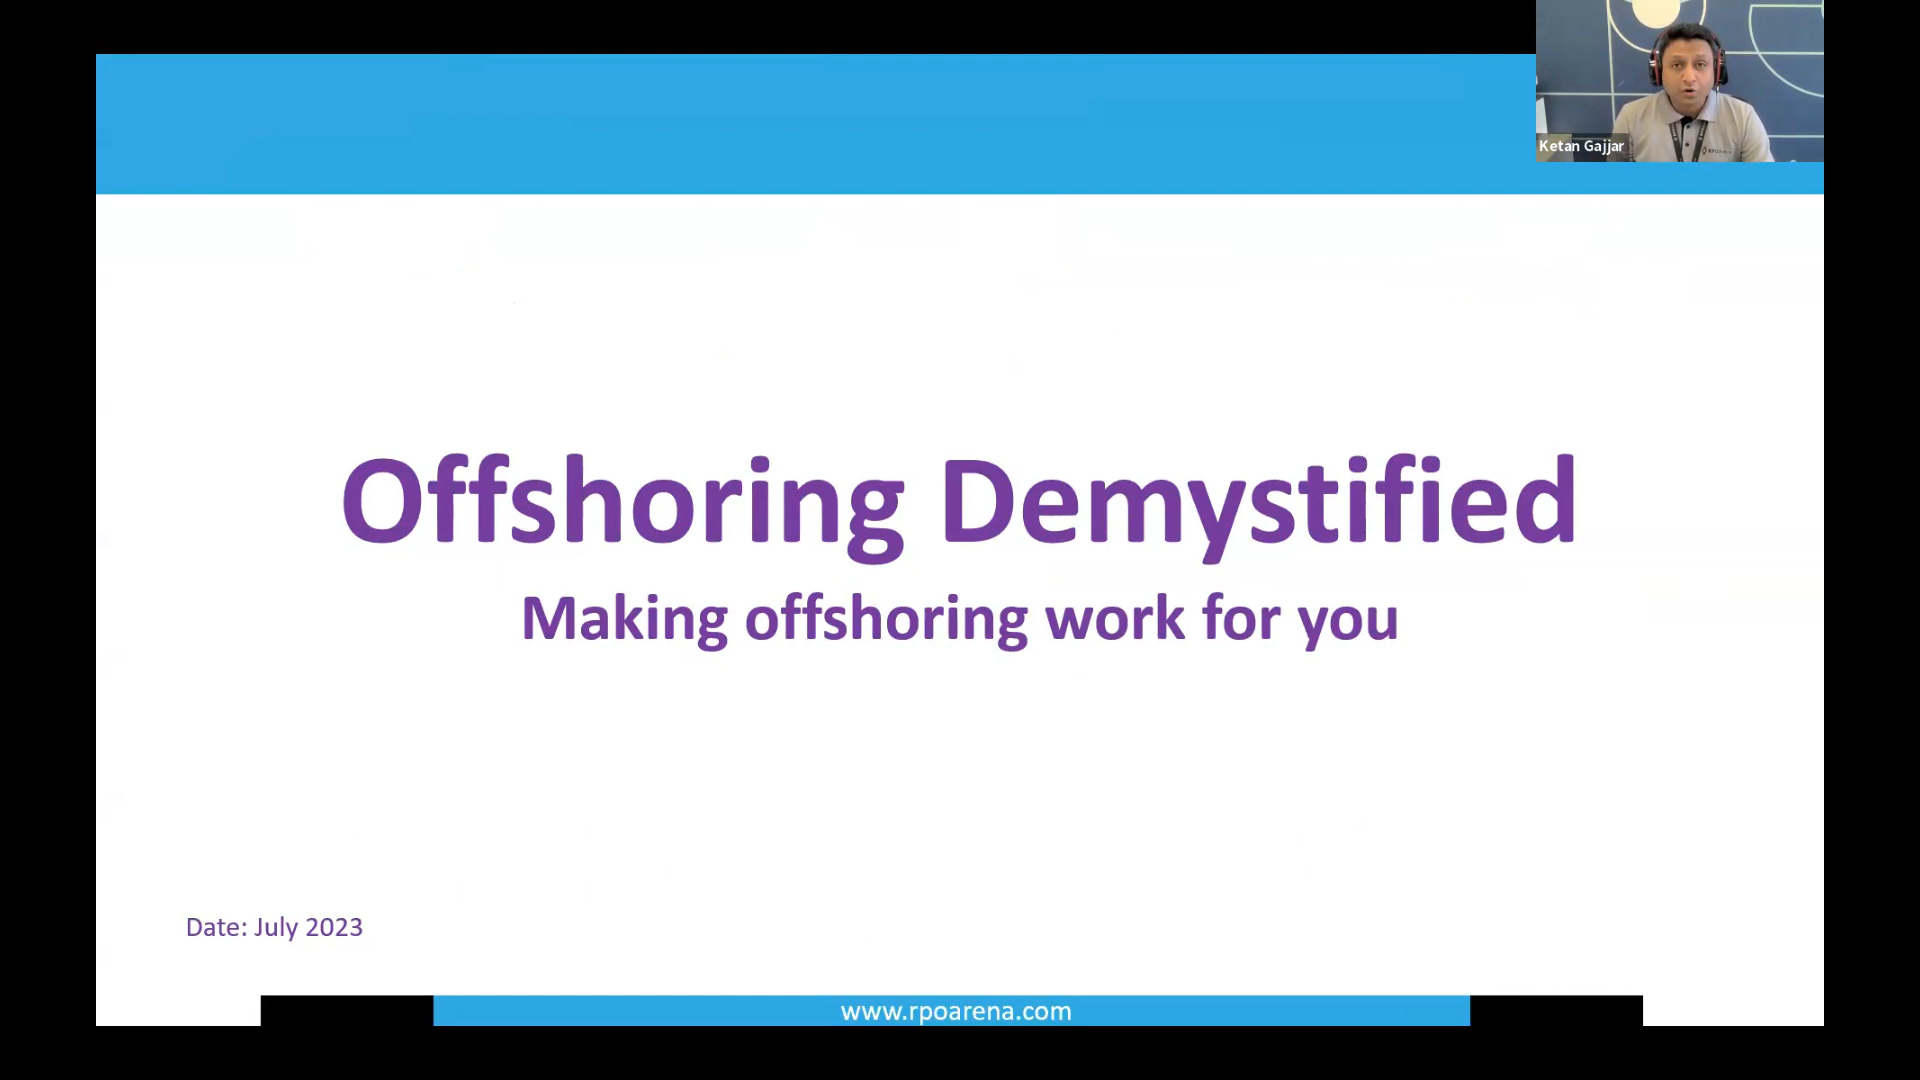 Ketan Gajjar
Offshoring Demystified
Making offshoring work for you
Date: July 2023
www.rpoarena.com